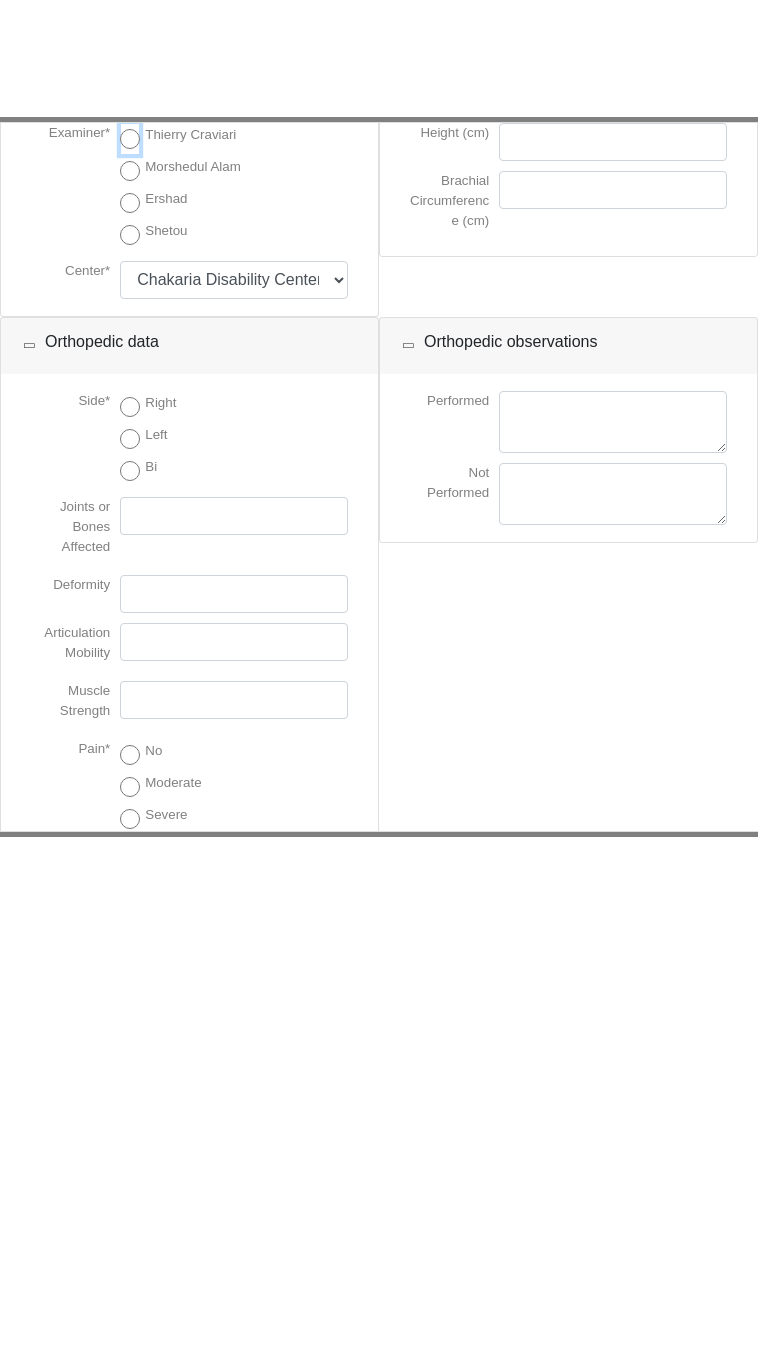 Examiner*
Thierry Craviari
Morshedul Alam
Ershad
Shetou
Center*
Chakaria Disability Center
Height (cm)
Brachial
Circumferenc
e (cm)
Orthopedic data
Side*
Right
Left
Bi
Joints or
Bones
Affected
Deformity
Articulation
Mobility
Muscle
Strength
Pain*
No
Moderate
Severe
Orthopedic observations
Performed
Not
Performed